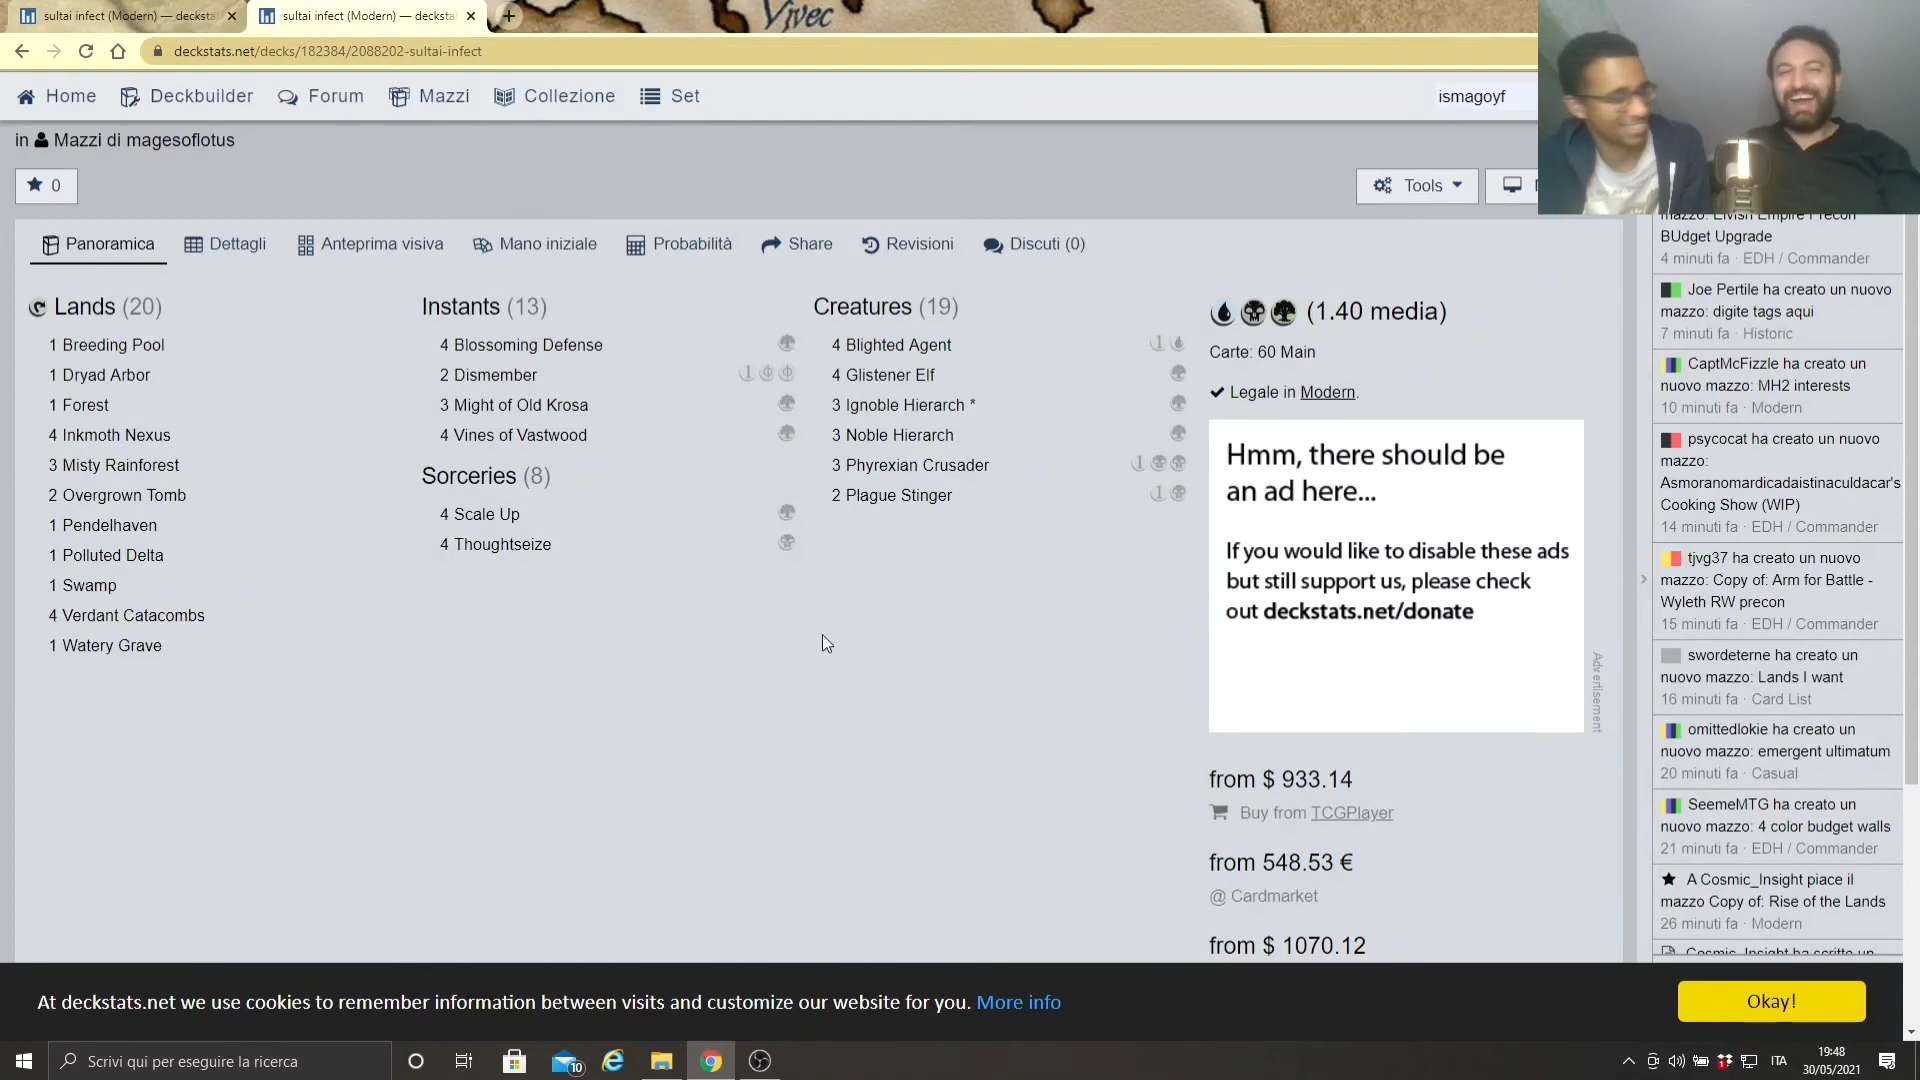 sultai infect (Modern) — decksta
sultai infect (Modern) — decksta
Vivec
deckstats.net/decks/182384/2088202-sultai-infect
Home
Deckbuilder
Forum
Mazzi
Collezione
Set
ismagoyf
in Mazzi di magesoflotus
0
Tools
Panoramica
Dettagli
Anteprima visiva
Mano iniziale
Probabilità
Share
Revisioni
Discuti (0)
Lands (20)
1 Breeding Pool
1 Dryad Arbor
1 Forest
4 Inkmoth Nexus
3 Misty Rainforest
2 Overgrown Tomb
1 Pendelhaven
1 Polluted Delta
1 Swamp
4 Verdant Catacombs
1 Watery Grave
Instants (13)
4 Blossoming Defense
2 Dismember
1
3 Might of Old Krosa
4 Vines of Vastwood
Sorceries (8)
4 Scale Up
4 Thoughtseize
Creatures (19)
4 Blighted Agent
1
4 Glistener Elf
3 Ignoble Hierarch *
3 Noble Hierarch
3 Phyrexian Crusader
1
2 Plague Stinger
1
(1.40 media)
Carte: 60 Main
Legale in Modern.
Hmm, there should be
an ad here...
If you would like to disable these ads
but still support us, please check
out deckstats.net/donate
Advertisement
from $ 933.14
Buy from TCGPlayer
from 548.53 €
@ Cardmarket
from $ 1070.12
mazzo: Elvish Empire Precon
BUdget Upgrade
4 minuti fa · EDH / Commander
Joe Pertile ha creato un nuovo
mazzo: digite tags aqui
7 minuti fa · Historic
CaptMcFizzle ha creato un
nuovo mazzo: MH2 interests
10 minuti fa · Modern
psycocat ha creato un nuovo
mazzo:
Asmoranomardicadaistinaculdacar's
Cooking Show (WIP)
14 minuti fa · EDH / Commander
tjvg37 ha creato un nuovo
mazzo: Copy of: Arm for Battle -
Wyleth RW precon
15 minuti fa · EDH / Commander
swordeterne ha creato un
nuovo mazzo: Lands I want
16 minuti fa · Card List
omittedlokie ha creato un
nuovo mazzo: emergent ultimatum
20 minuti fa · Casual
SeemeMTG ha creato un
nuovo mazzo: 4 color budget walls
21 minuti fa · EDH / Commander
A Cosmic_Insight piace il
mazzo Copy of: Rise of the Lands
26 minuti fa · Modern
Cosmic_Insight ha scritto un
At deckstats.net we use cookies to remember information between visits and customize our website for you. More info
Okay!
Scrivi qui per eseguire la ricerca
10
ITA
19:48
30/05/2021